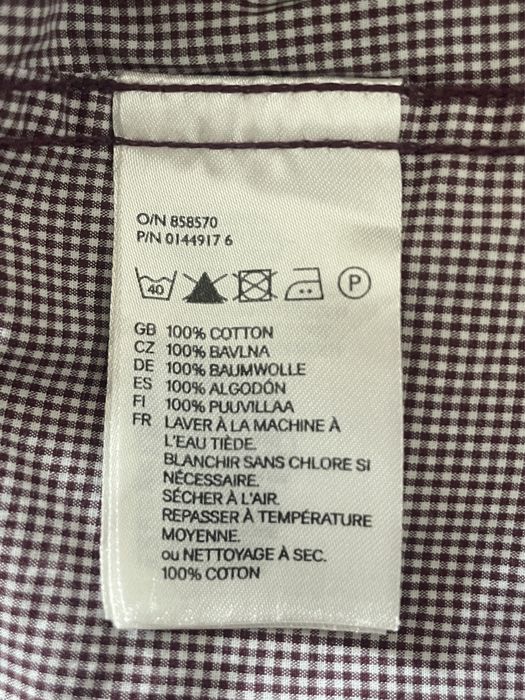 O/N 858570
P/N 0144917 6
40 P
GB 100% COTTON
CZ 100% BAVLNA
DE 100% BAUMWOLLE
ES 100% ALGODÓN
FI 100% PUUVILLAA
FR LAVER À LA MACHINE À
L'EAU TIÈDE.
BLANCHIR SANS CHLORE SI
NÉCESSAIRE.
SÉCHER À L'AIR.
REPASSER À TEMPÉRATURE
MOYENNE.
ou NETTOYAGE À SEC.
100% COTON